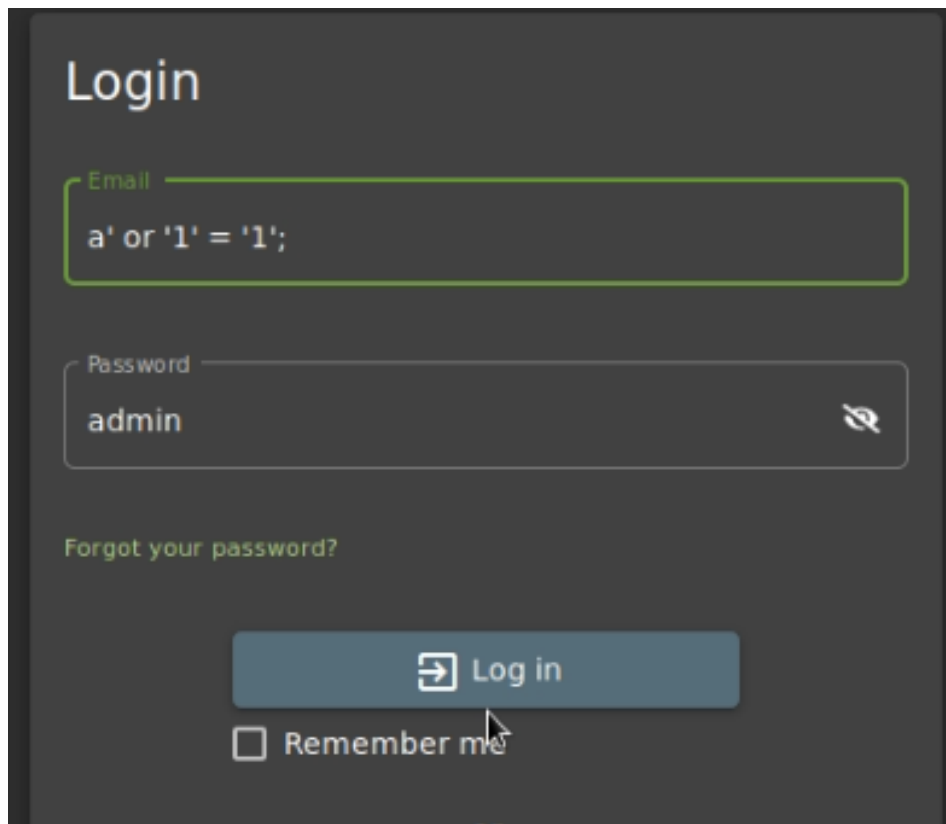 Login
Email
a' or '1' = '1';
Password
admin
Forgot your password?
Log in
Remember me